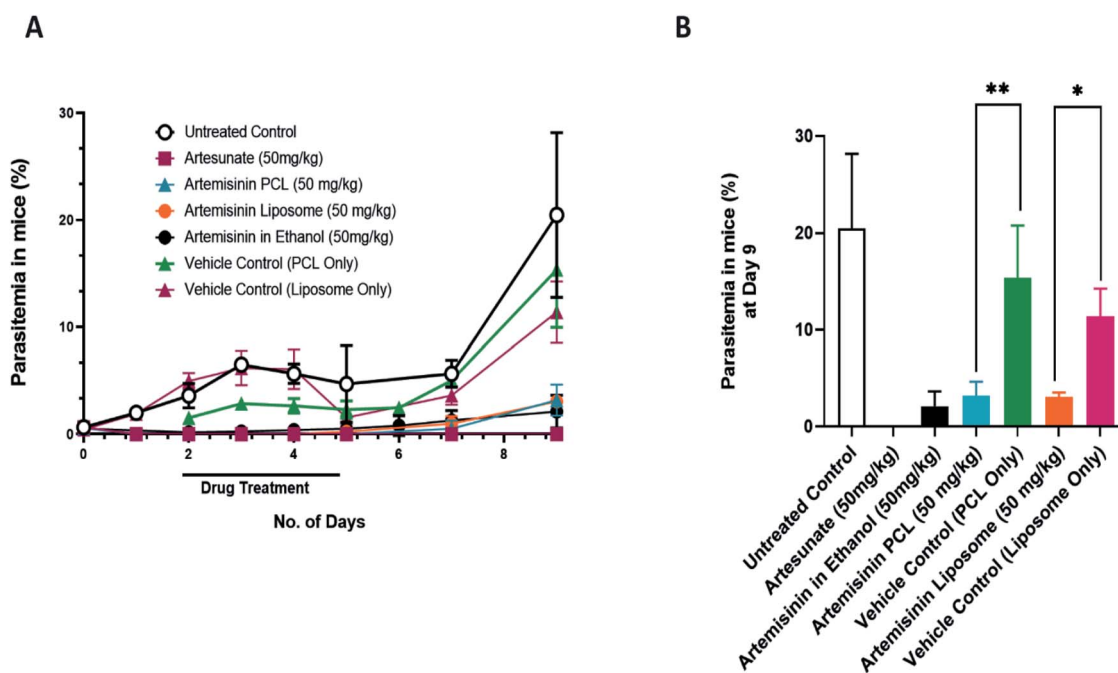 A
Parasitemia in mice (%)
30
20
10
0
Untreated Control
Artesunate (50mg/kg)
Artemisinin PCL (50 mg/kg)
Artemisinin Liposome (50 mg/kg)
Artemisinin in Ethanol (50mg/kg)
Vehicle Control (PCL Only)
Vehicle Control (Liposome Only)
0 2 4 6 8
Drug Treatment
No. of Days
B
Parasitemia in mice (%)
at Day 9
30
20
10
0
**
*
Untreated Control
Artesunate (50mg/kg)
Artemisinin in Ethanol (50mg/kg)
Artemisinin PCL (50 mg/kg)
Vehicle Control (PCL Only)
Artemisinin Liposome (50 mg/kg)
Vehicle Control (Liposome Only)